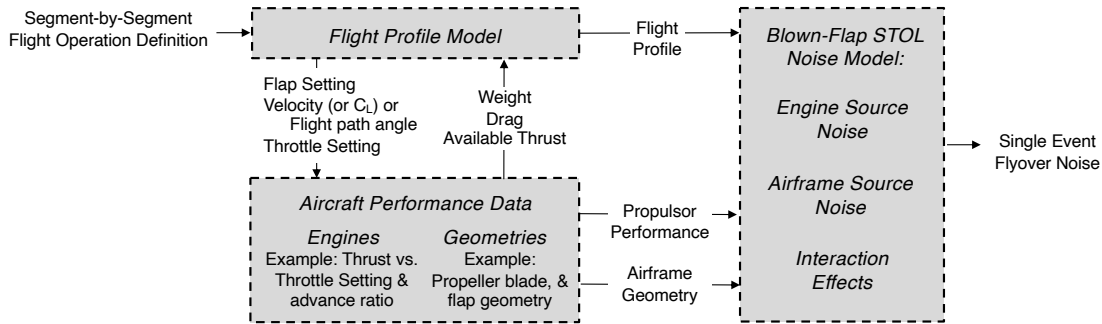 Segment-by-Segment
Flight Operation Definition
Flight Profile Model
Flight
Profile
Flap Setting
Velocity (or CL) or
Flight path angle
Throttle Setting
Weight
Drag
Available Thrust
Aircraft Performance Data
Engines
Example: Thrust vs.
Throttle Setting &
advance ratio
Geometries
Example:
Propeller blade, &
flap geometry
Propulsor
Performance
Airframe
Geometry
Blown-Flap STOL
Noise Model:
Engine Source
Noise
Airframe Source
Noise
Interaction
Effects
Single Event
Flyover Noise